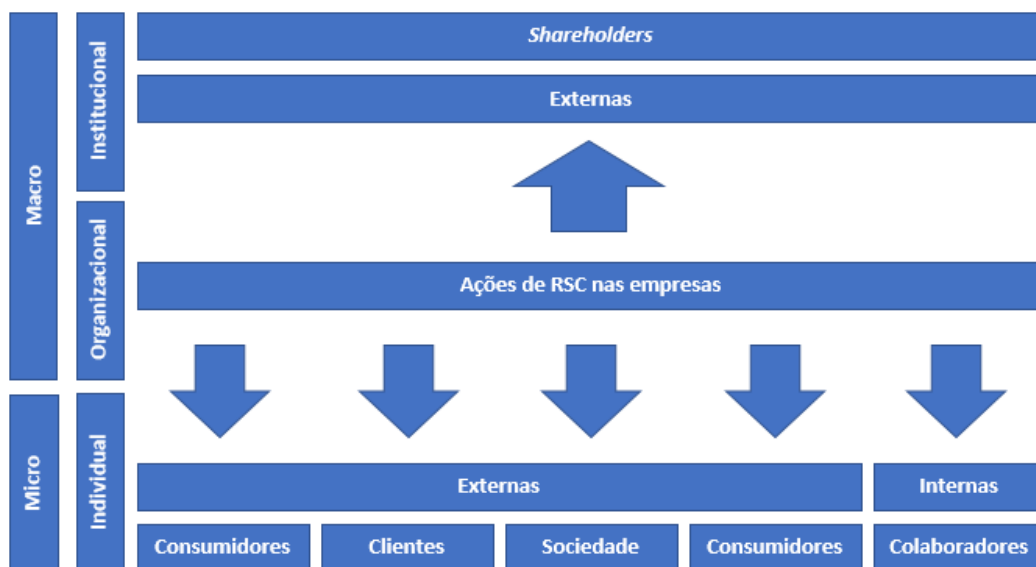 Macro
Institucional
Shareholders
Externas
Organizacional
Ações de RSC nas empresas
Micro
Individual
Externas
Internas
Consumidores
Clientes
Sociedade
Consumidores
Colaboradores